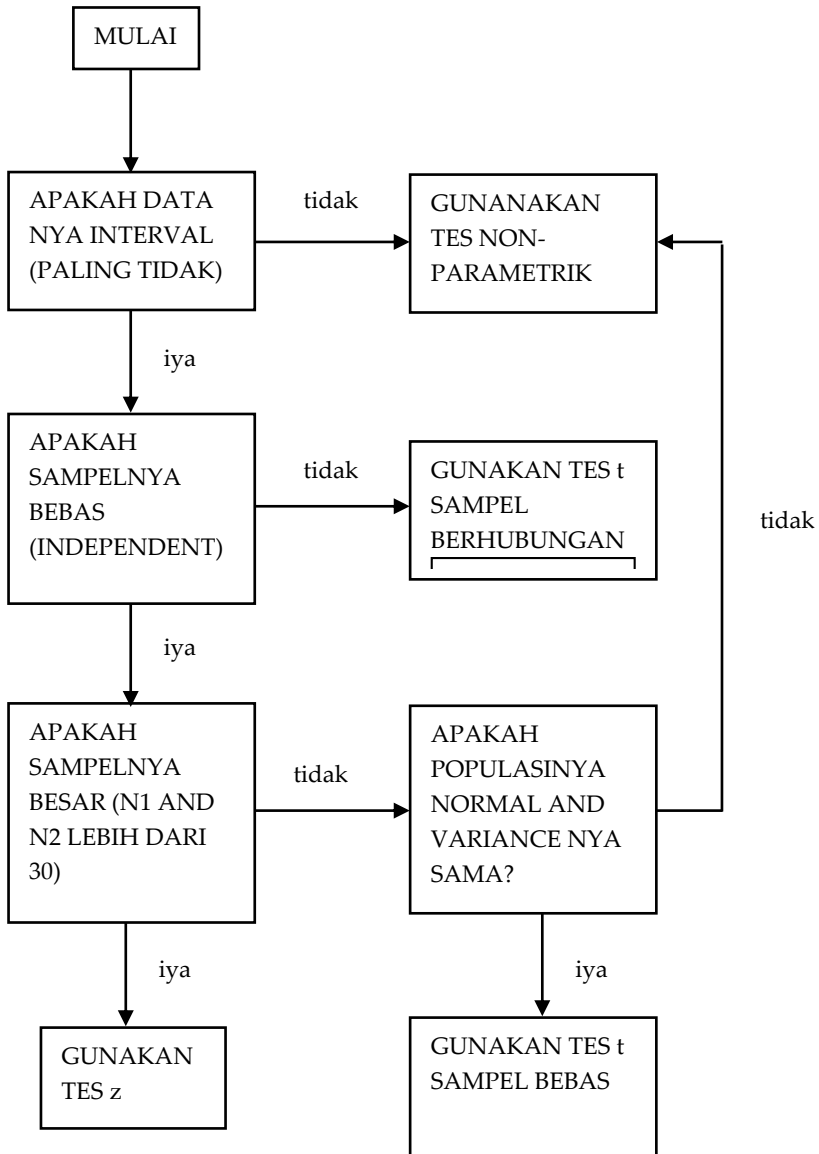 MULAI
APAKAH DATA
NYA INTERVAL
(PALING TIDAK)
tidak
GUNANAKAN
TES NON-
PARAMETRIK
iya
APAKAH
SAMPELNYA
BEBAS
(INDEPENDENT)
tidak
GUNAKAN TES t
SAMPEL
BERHUBUNGAN
tidak
iya
APAKAH
SAMPELNYA
BESAR (N1 AND
N2 LEBIH DARI
30)
tidak
APAKAH
POPULASINYA
NORMAL AND
VARIANCE NYA
SAMA?
iya
iya
GUNAKAN
TES z
GUNAKAN TES t
SAMPEL BEBAS